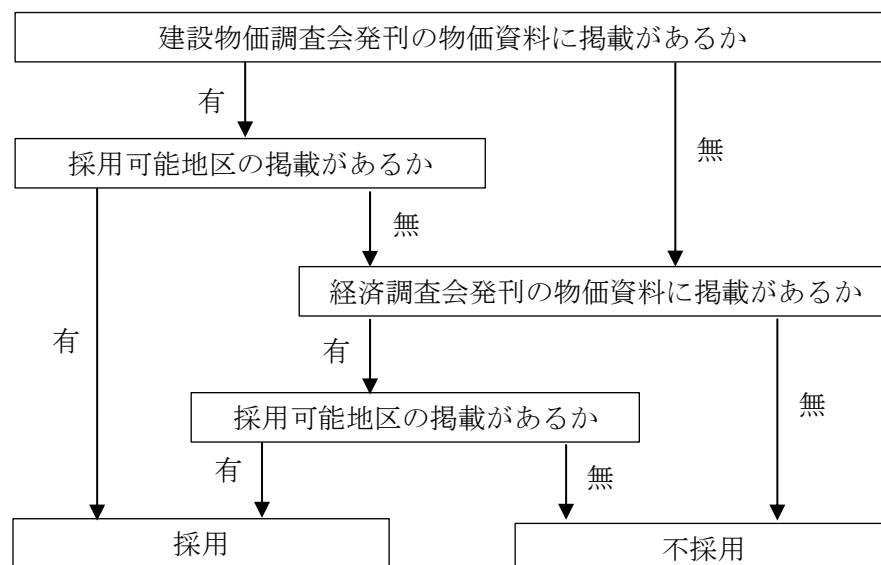 建設物価調査会発刊の物価資料に掲載があるか
有
採用可能地区の掲載があるか
無
無
経済調査会発刊の物価資料に掲載があるか
有
有
採用可能地区の掲載があるか
無
有
無
採用
不採用